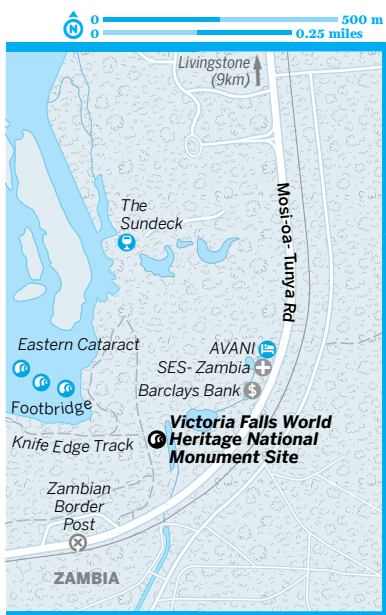 N
0 500 m
0 0.25 miles
Livingstone
(9km)
The
Sundeck
Mosi-oa- Tunya Rd
Eastern Cataract
AVANI
SES- Zambia
Barclays Bank
$
Footbridge
Victoria Falls World
Heritage National
Monument Site
Knife Edge Track
Zambian
Border
Post
ZAMBIA